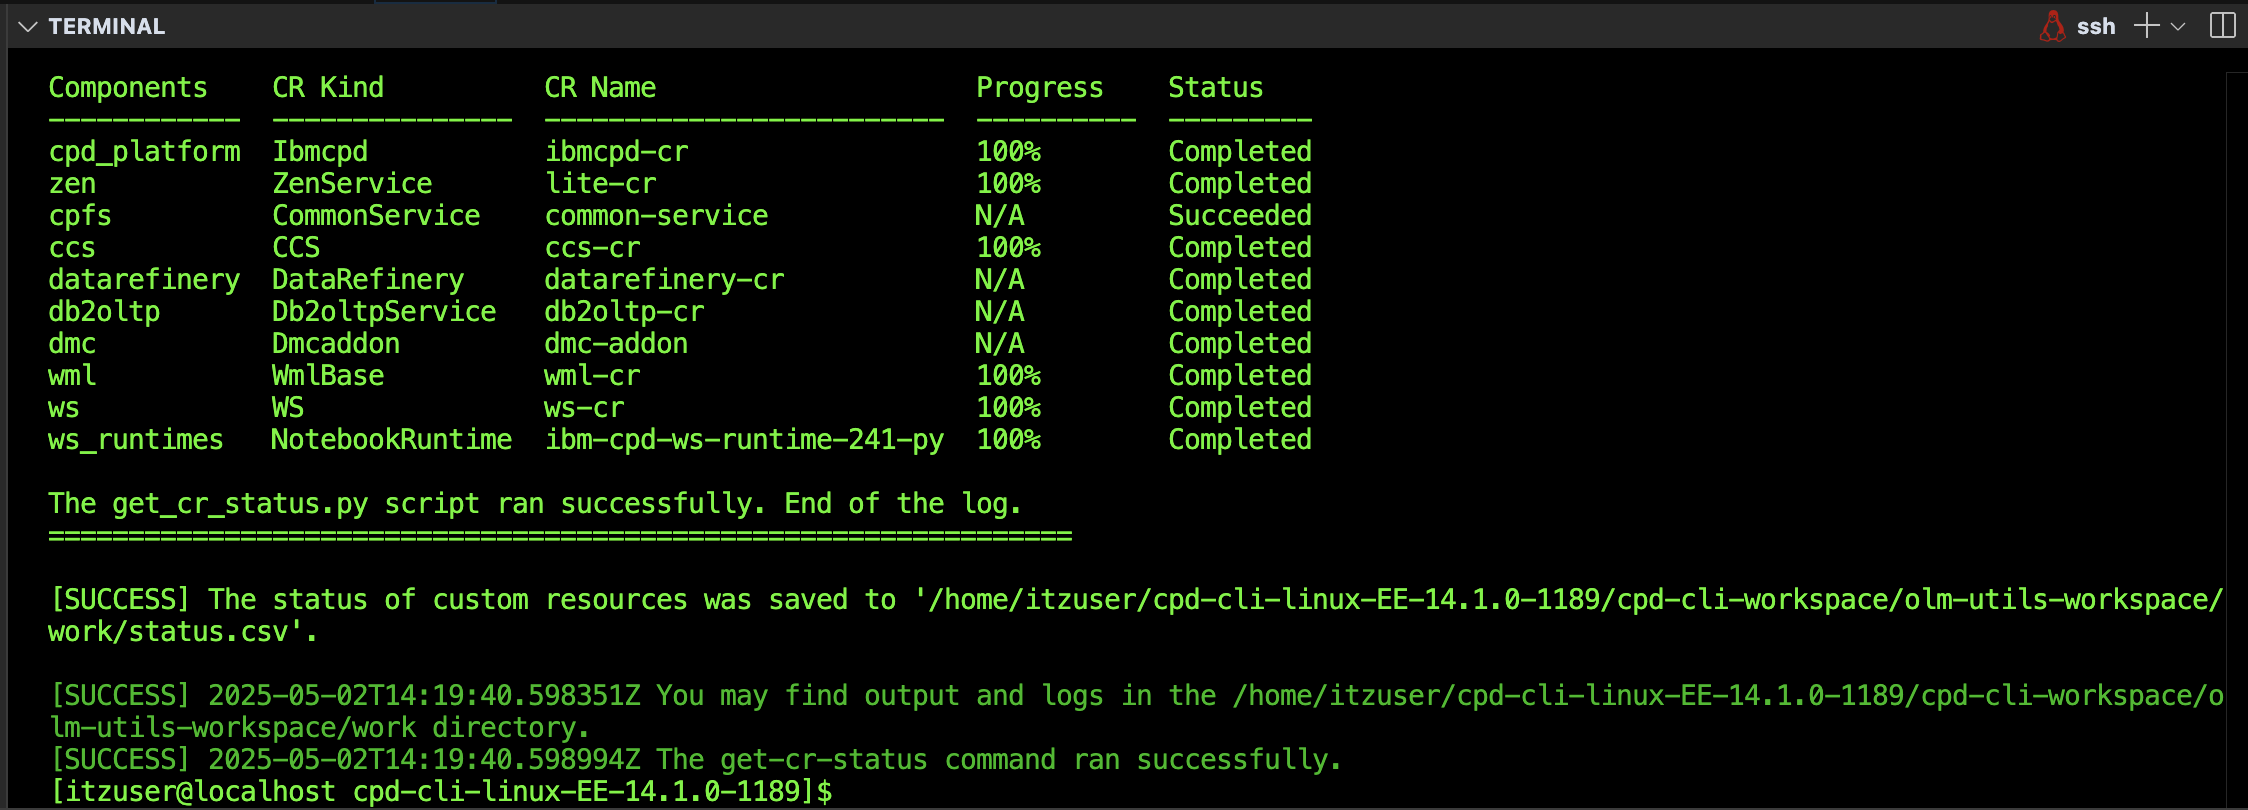 TERMINAL
ssh
Components CR Kind CR Name Progress Status
------------ --------------- ------------------------- ---------- ---------
cpd_platform Ibmcpd ibmcpd-cr 100% Completed
zen ZenService lite-cr 100% Completed
cpfs CommonService common-service N/A Succeeded
ccs CCS ccs-cr 100% Completed
datarefinery DataRefinery datarefinery-cr N/A Completed
db2oltp Db2oltpService db2oltp-cr N/A Completed
dmc Dmcaddon dmc-addon N/A Completed
wml WmlBase wml-cr 100% Completed
ws WS ws-cr 100% Completed
ws_runtimes NotebookRuntime ibm-cpd-ws-runtime-241-py 100% Completed
The get_cr_status.py script ran successfully. End of the log.
================================================================
[SUCCESS] The status of custom resources was saved to '/home/itzuser/cpd-cli-linux-EE-14.1.0-1189/cpd-cli-workspace/olm-utils-workspace/
work/status.csv'.
[SUCCESS] 2025-05-02T14:19:40.598351Z You may find output and logs in the /home/itzuser/cpd-cli-linux-EE-14.1.0-1189/cpd-cli-workspace/o
lm-utils-workspace/work directory.
[SUCCESS] 2025-05-02T14:19:40.598994Z The get-cr-status command ran successfully.
[itzuser@localhost cpd-cli-linux-EE-14.1.0-1189]$